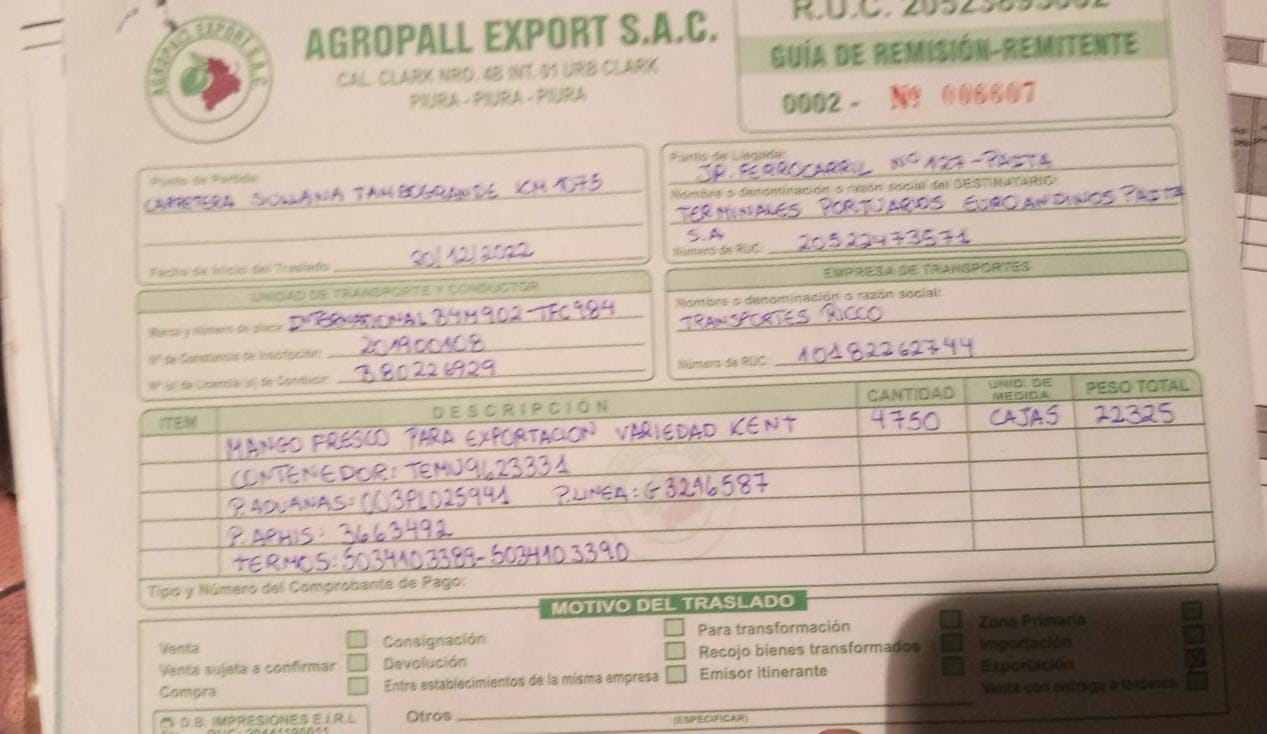 AGROPALL EXPORT S.A.C.
AGROPALL EXPORT S.A.C.
CAL. CLARK NRO. 4B INT. 01 URB CLARK
PIURA - PIURA - PIURA
R.U.C.
GUÍA DE REMISIÓN-REMITENTE
0002 - Nº 006607
Punto de Partida:
CARRETERA SULLANA TAMBOGRANDE KM 1075
Fecha de Inicio del Traslado 20/12/2022
Punto de Llegada:
JR. FERROCARRIL Nº 127-PAITA
Nombre o denominación o razón social del DESTINATARIO:
TERMINALES PORTUARIOS EUROANDINOS PAITA
S.A
Número de RUC: 20522473571
UNIDAD DE TRANSPORTE Y CONDUCTOR
Marca y número de placa: INTERNATIONAL B4M902-TFC984
Nº de Constancia de Inscripción: 201900108
Nº (s) de Licencia (s) de Conducir: B80226929
EMPRESA DE TRANSPORTES
Nombre o denominación o razón social:
TRANSPORTES RICCO
Número de RUC: 10182262744
ITEM DESCRIPCIÓN CANTIDAD UNID. DE MEDIDA PESO TOTAL
MANGO FRESCO PARA EXPORTACION VARIEDAD KENT 4750 CAJAS 22325
CONTENEDOR: TEMU9623331
P. ADUANAS: 003PL025941 P.LINEA: G3216587
P. APHIS: 3663492
TERMOS: 5034103389-5034103390
Tipo y Número del Comprobante de Pago:
MOTIVO DEL TRASLADO
Venta
Venta sujeta a confirmar
Compra
Consignación
Devolución
Entre establecimientos de la misma empresa
Para transformación
Recojo bienes transformados
Emisor itinerante
Zona Primaria
Importación
Exportación
Venta con entrega a terceros
Otros
(ESPECIFICAR)
D.B. IMPRESIONES E.I.R.L